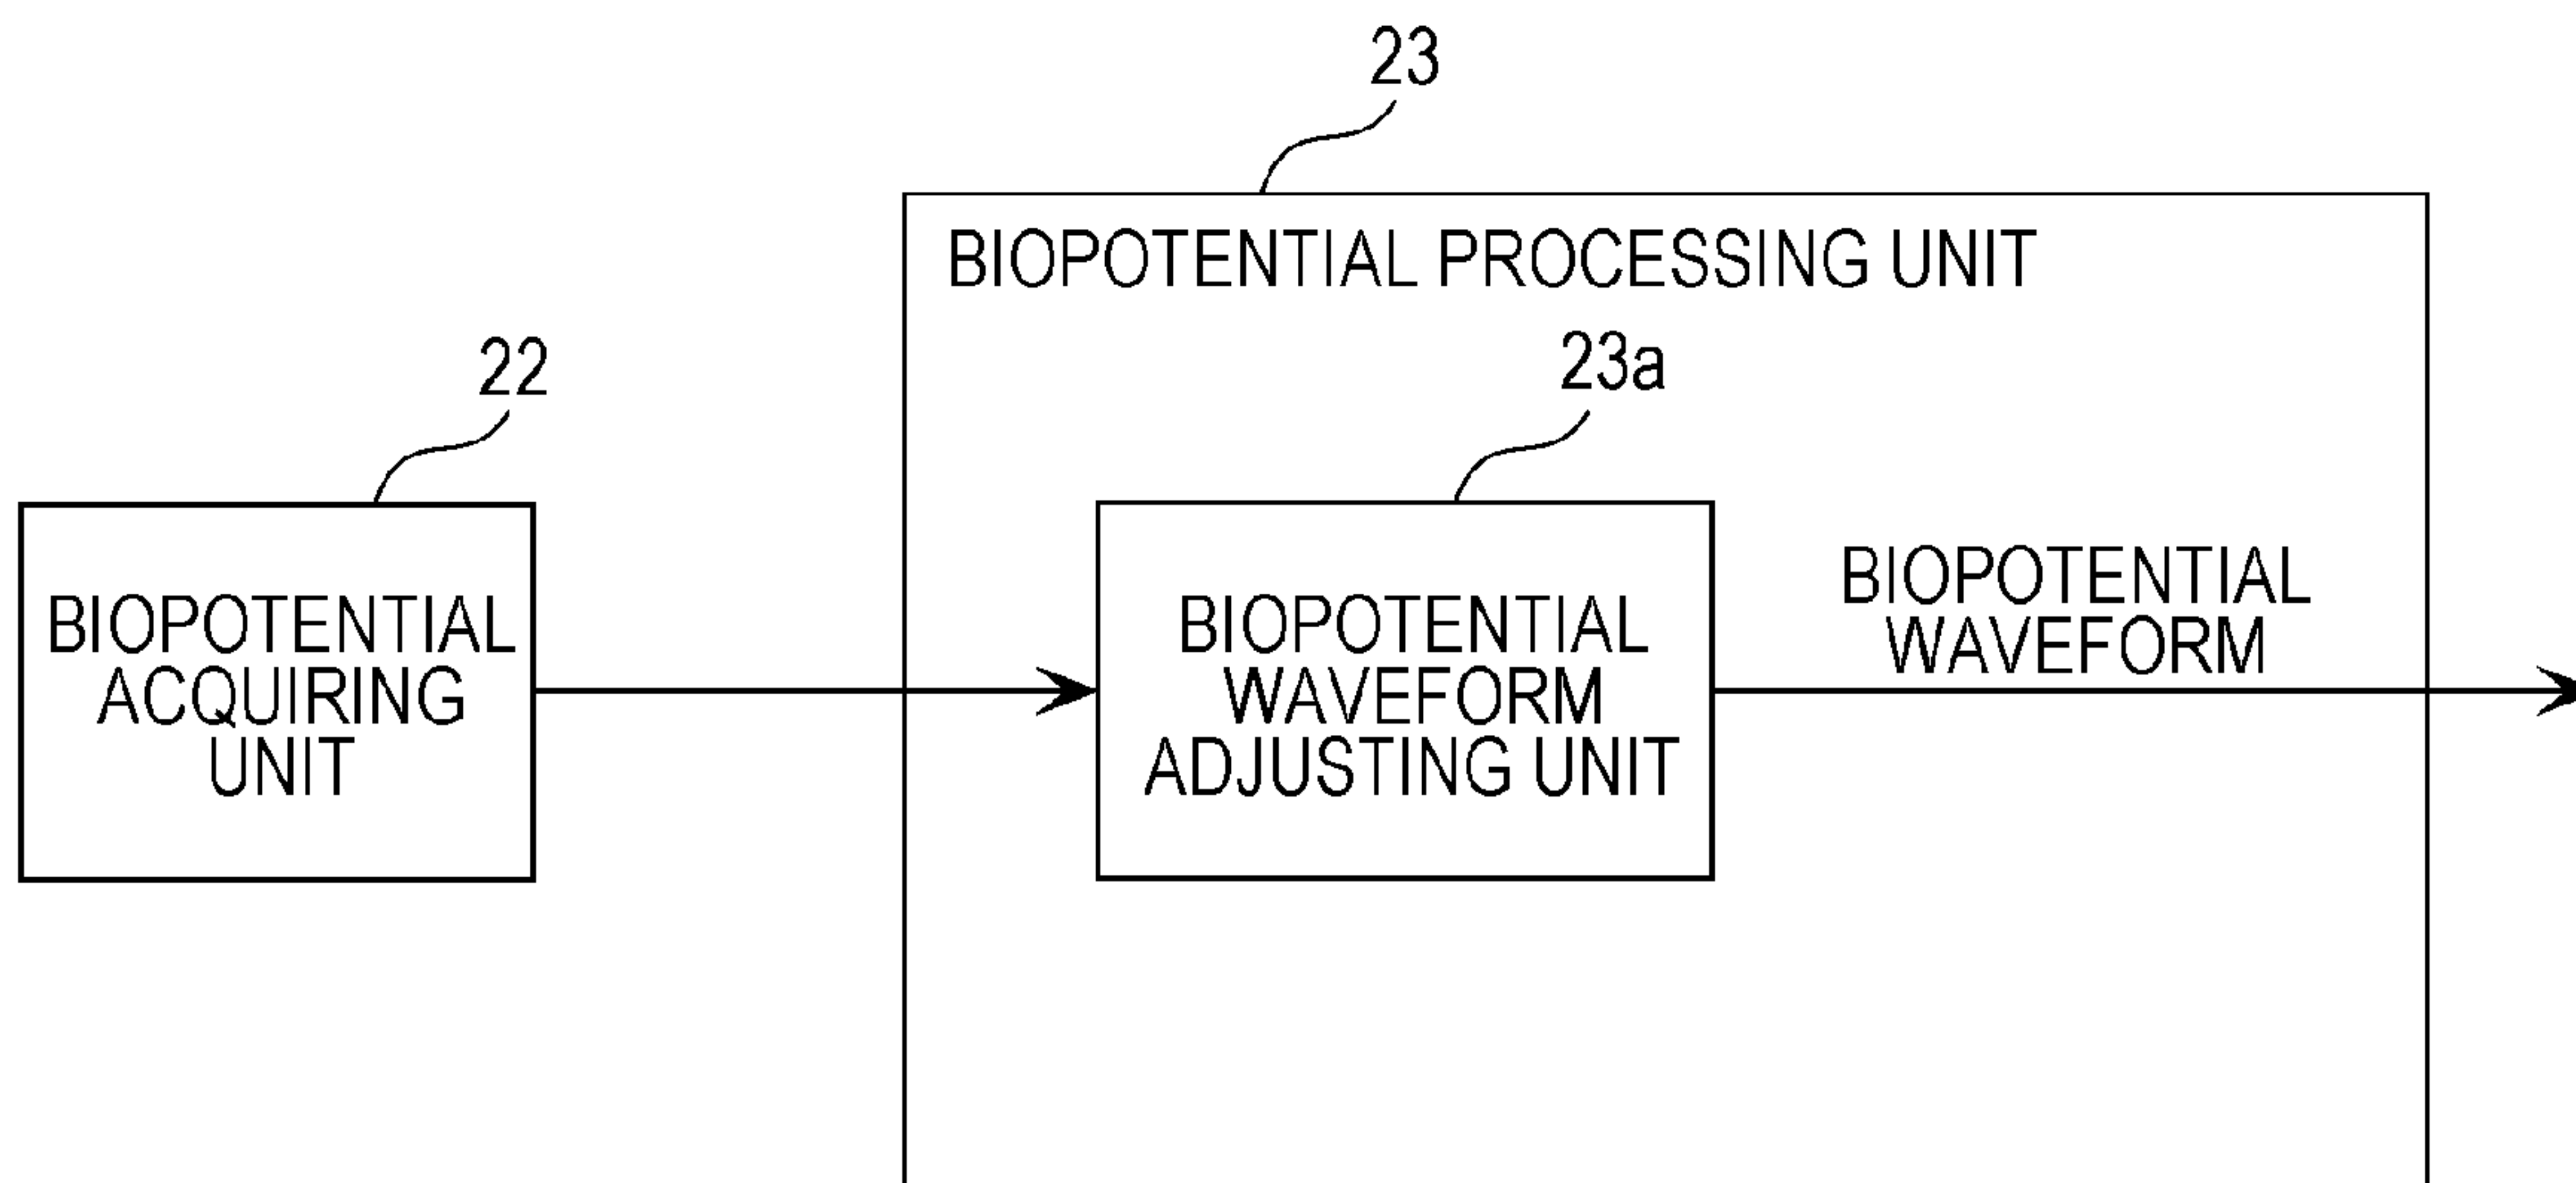 23
BIOPOTENTIAL PROCESSING UNIT
23a
22
BIOPOTENTIAL
ACQUIRING
UNIT
BIOPOTENTIAL
WAVEFORM
ADJUSTING UNIT
BIOPOTENTIAL
WAVEFORM